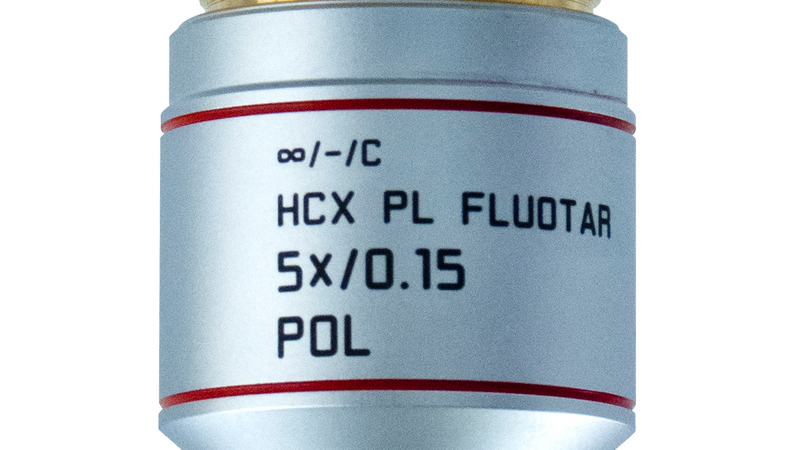 ∞/-/C
HCX PL FLUOTAR
5x/0.15
POL